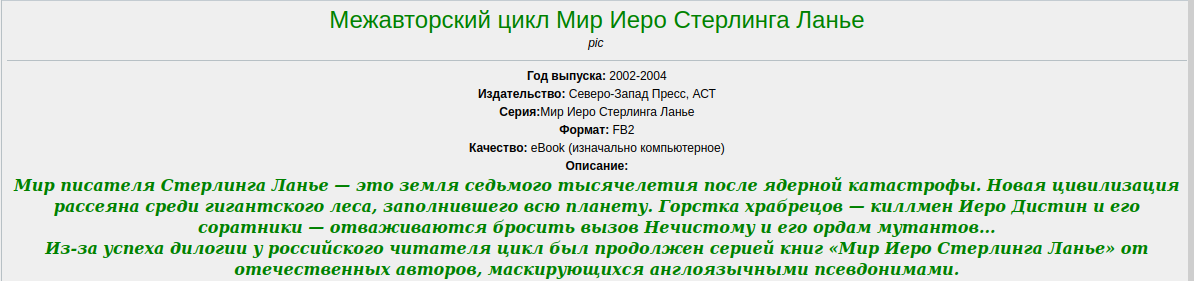 Межавторский цикл Мир Иеро Стерлинга Ланье
pic
Год выпуска: 2002-2004
Издательство: Северо-Запад Пресс, АСТ
Серия:Мир Иеро Стерлинга Ланье
Формат: FB2
Качество: eBook (изначально компьютерное)
Описание:
Мир писателя Стерлинга Ланье — это земля седьмого тысячелетия после ядерной катастрофы. Новая цивилизация
рассеяна среди гигантского леса, заполнившего всю планету. Горстка храбрецов — киллмен Иеро Дистин и его
соратники — отваживаются бросить вызов Нечистому и его ордам мутантов...
Из-за успеха дилогии у российского читателя цикл был продолжен серией книг «Мир Иеро Стерлинга Ланье» от
отечественных авторов, маскирующихся англоязычными псевдонимами.